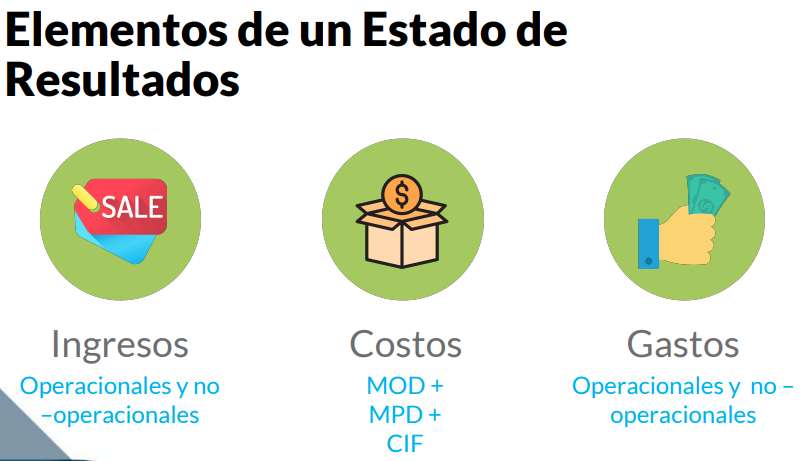 Elementos de un Estado de
Resultados
SALE
$
Ingresos
Operacionales y no
–operacionales
Costos
MOD +
MPD +
CIF
Gastos
Operacionales y  no –
operacionales